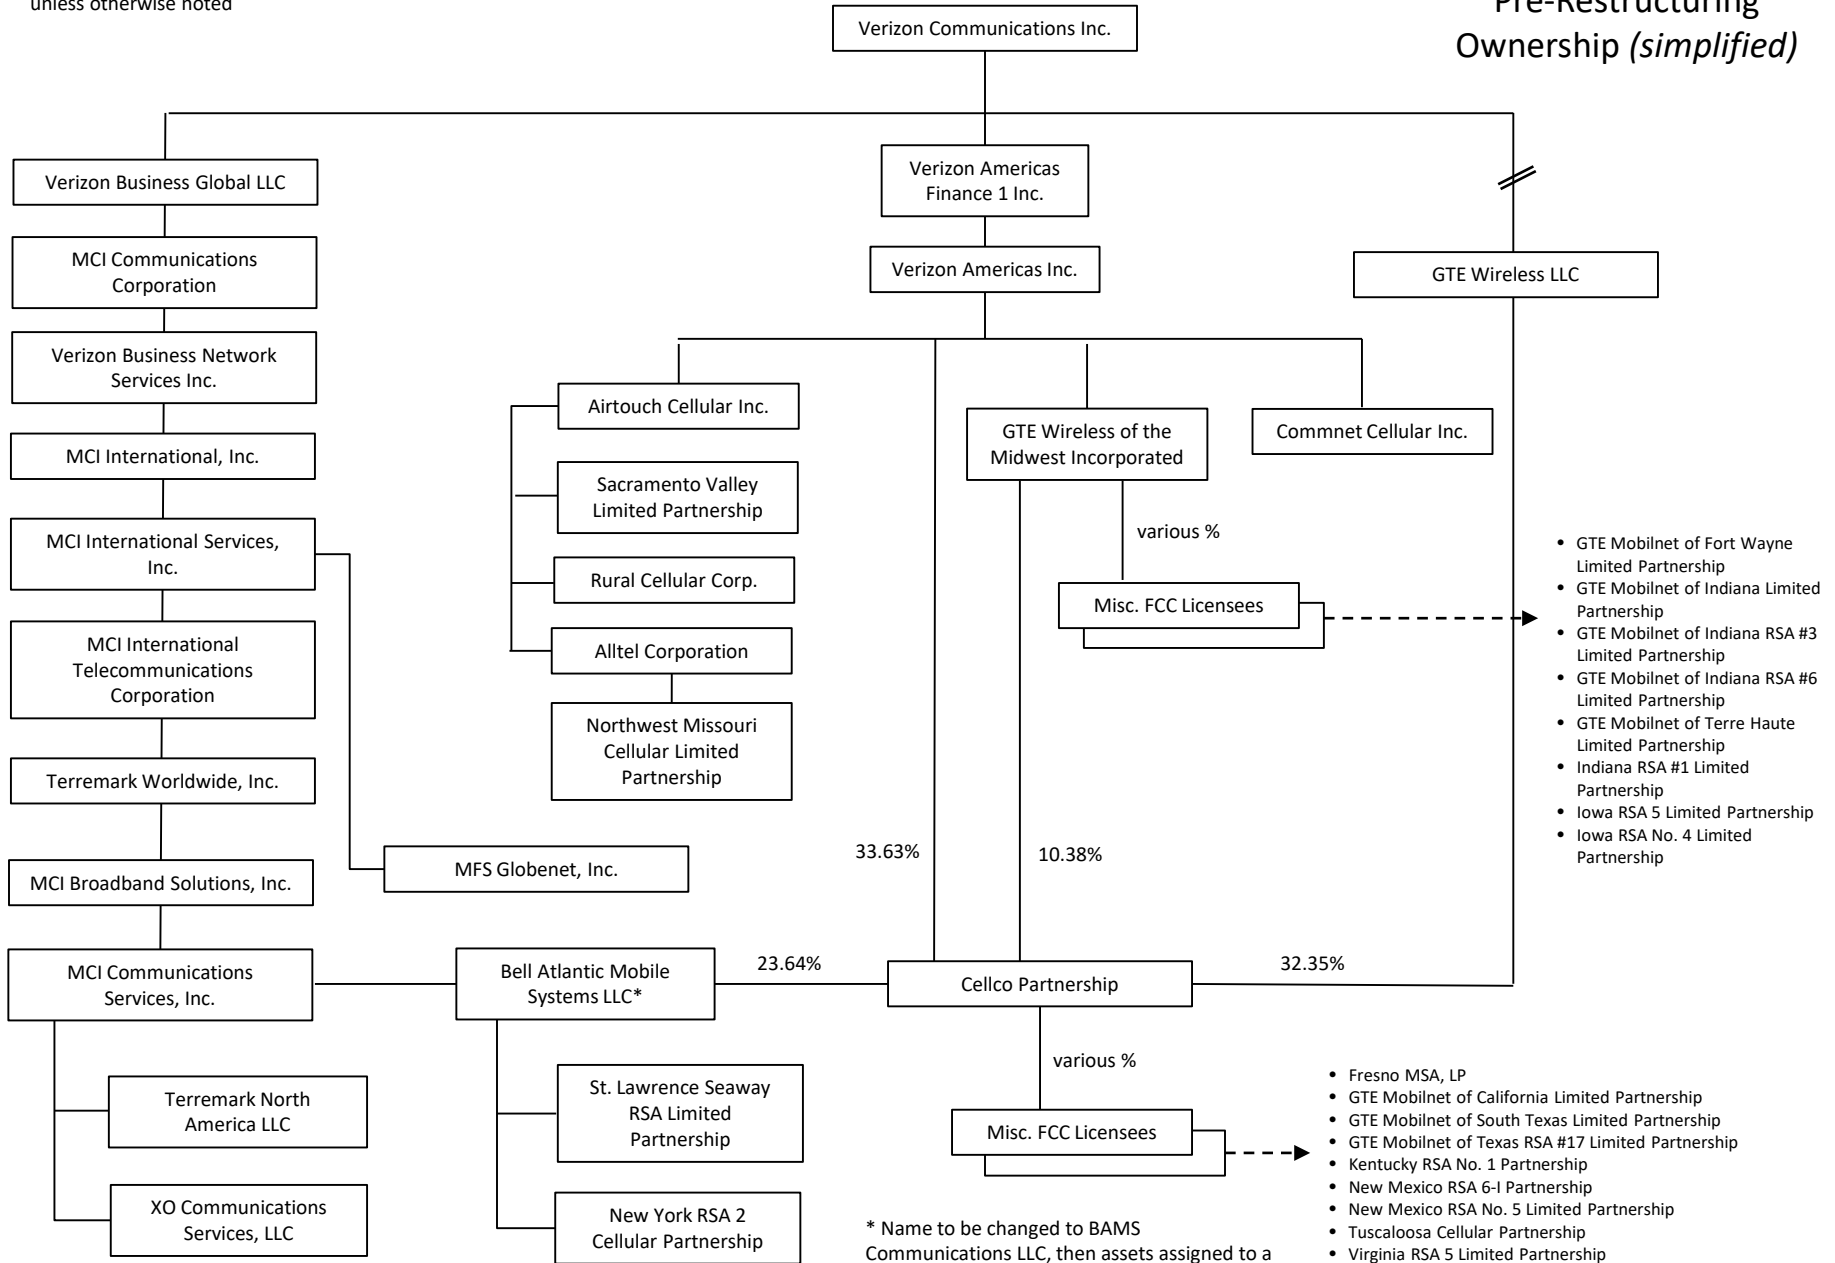 unless otherwise noted
Pre-Restructuring
Ownership (simplified)
Verizon Communications Inc.
Verizon Business Global LLC
Verizon Americas
Finance 1 Inc.
MCI Communications
Corporation
Verizon Americas Inc.
GTE Wireless LLC
Verizon Business Network
Services Inc.
Airtouch Cellular Inc.
GTE Wireless of the
Midwest Incorporated
Commnet Cellular Inc.
MCI International, Inc.
Sacramento Valley
Limited Partnership
MCI International Services,
Inc.
various %
Rural Cellular Corp.
Misc. FCC Licensees
• GTE Mobilnet of Fort Wayne
Limited Partnership
• GTE Mobilnet of Indiana Limited
Partnership
• GTE Mobilnet of Indiana RSA #3
Limited Partnership
• GTE Mobilnet of Indiana RSA #6
Limited Partnership
• GTE Mobilnet of Terre Haute
Limited Partnership
• Indiana RSA #1 Limited
Partnership
• Iowa RSA 5 Limited Partnership
• Iowa RSA No. 4 Limited
Partnership
MCI International
Telecommunications
Corporation
Alltel Corporation
Northwest Missouri
Cellular Limited
Partnership
Terremark Worldwide, Inc.
33.63%
10.38%
MCI Broadband Solutions, Inc.
MFS Globenet, Inc.
MCI Communications
Services, Inc.
Bell Atlantic Mobile
Systems LLC*
23.64%
Cellco Partnership
32.35%
various %
Terremark North
America LLC
St. Lawrence Seaway
RSA Limited
Partnership
Misc. FCC Licensees
• Fresno MSA, LP
• GTE Mobilnet of California Limited Partnership
• GTE Mobilnet of South Texas Limited Partnership
• GTE Mobilnet of Texas RSA #17 Limited Partnership
• Kentucky RSA No. 1 Partnership
• New Mexico RSA 6-I Partnership
• New Mexico RSA No. 5 Limited Partnership
• Tuscaloosa Cellular Partnership
• Virginia RSA 5 Limited Partnership
XO Communications
Services, LLC
New York RSA 2
Cellular Partnership
* Name to be changed to BAMS
Communications LLC, then assets assigned to a